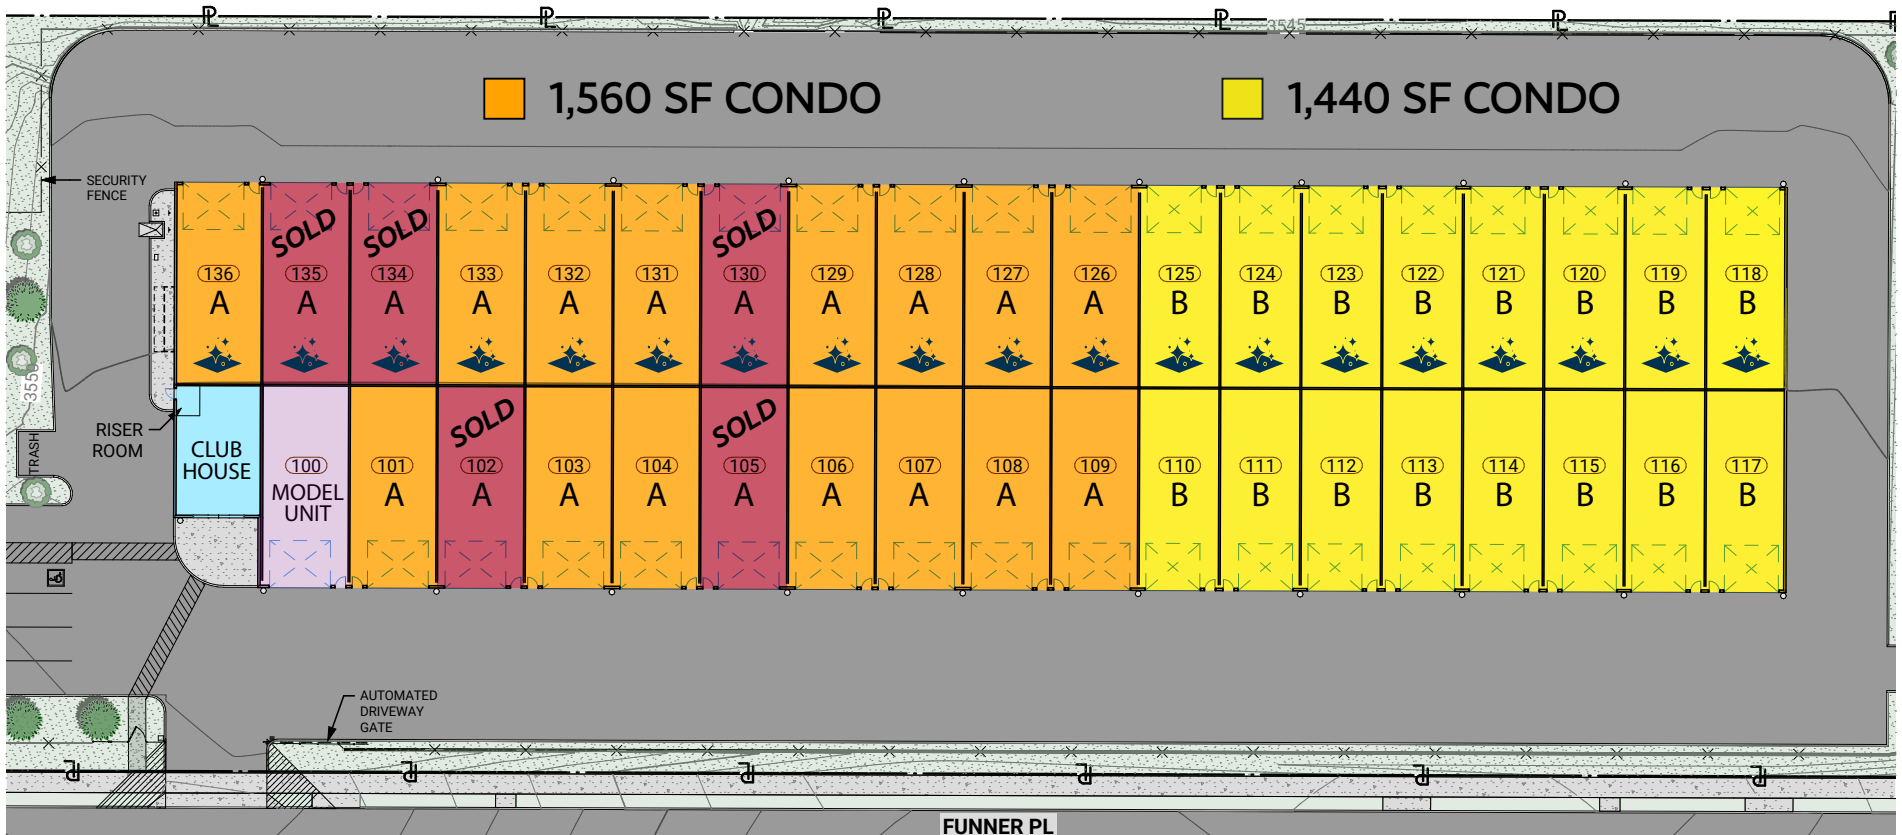 3545
1,560 SF CONDO
1,440 SF CONDO
SECURITY
FENCE
SOLD
SOLD
SOLD
136
135
134
133
132
131
130
129
128
127
126
125
124
123
122
121
120
119
118
A
A
A
A
A
A
A
A
A
A
A
B
B
B
B
B
B
B
B
3550
RISER
ROOM
TRASH
CLUB
HOUSE
SOLD
SOLD
100
101
102
103
104
105
106
107
108
109
110
111
112
113
114
115
116
117
MODEL
UNIT
A
A
A
A
A
A
A
A
A
B
B
B
B
B
B
B
B
AUTOMATED
DRIVEWAY
GATE
FUNNER PL